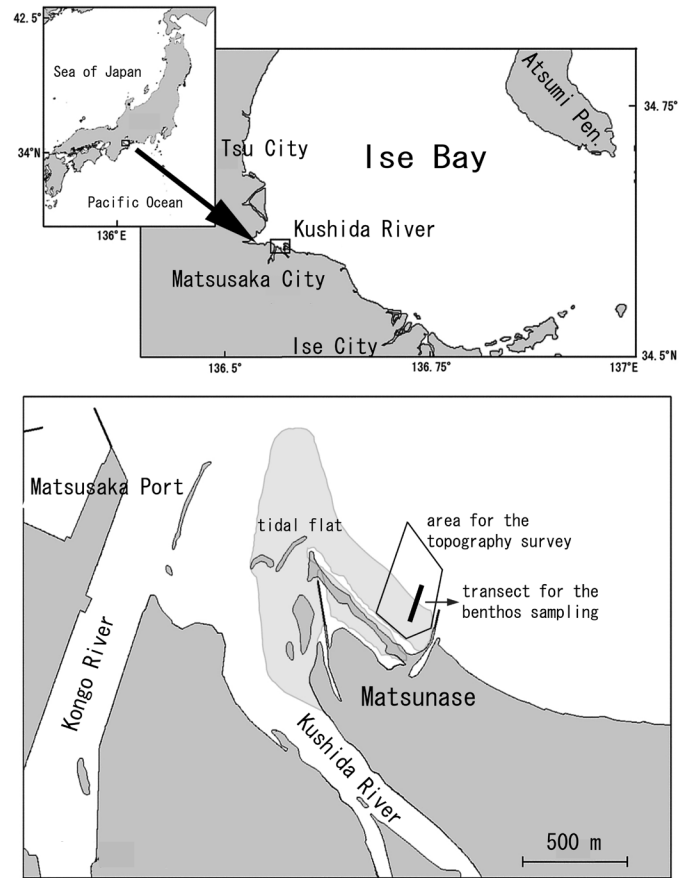 42.5°
Sea of Japan
34°N
Pacific Ocean
136°E
Atsumi Pen.
34.75°
Tsu City
Ise Bay
Kushida River
Matsusaka City
Ise City
34.5°N
136.5°
136.75°
137°E
Matsusaka Port
tidal flat
area for the
topography survey
transect for the
benthos sampling
Kongo River
Matsunase
Kushida River
500 m